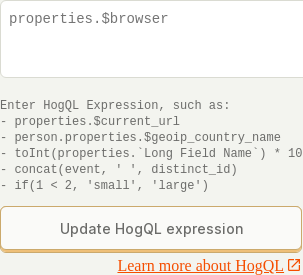 properties.$browser
Enter HogQL Expression, such as:
- properties.$current_url
- person.properties.$geoip_country_name
- toInt(properties.`Long Field Name`) * 10
- concat(event, ' ', distinct_id)
- if(1 < 2, 'small', 'large')
Update HogQL expression
Learn more about HogQL